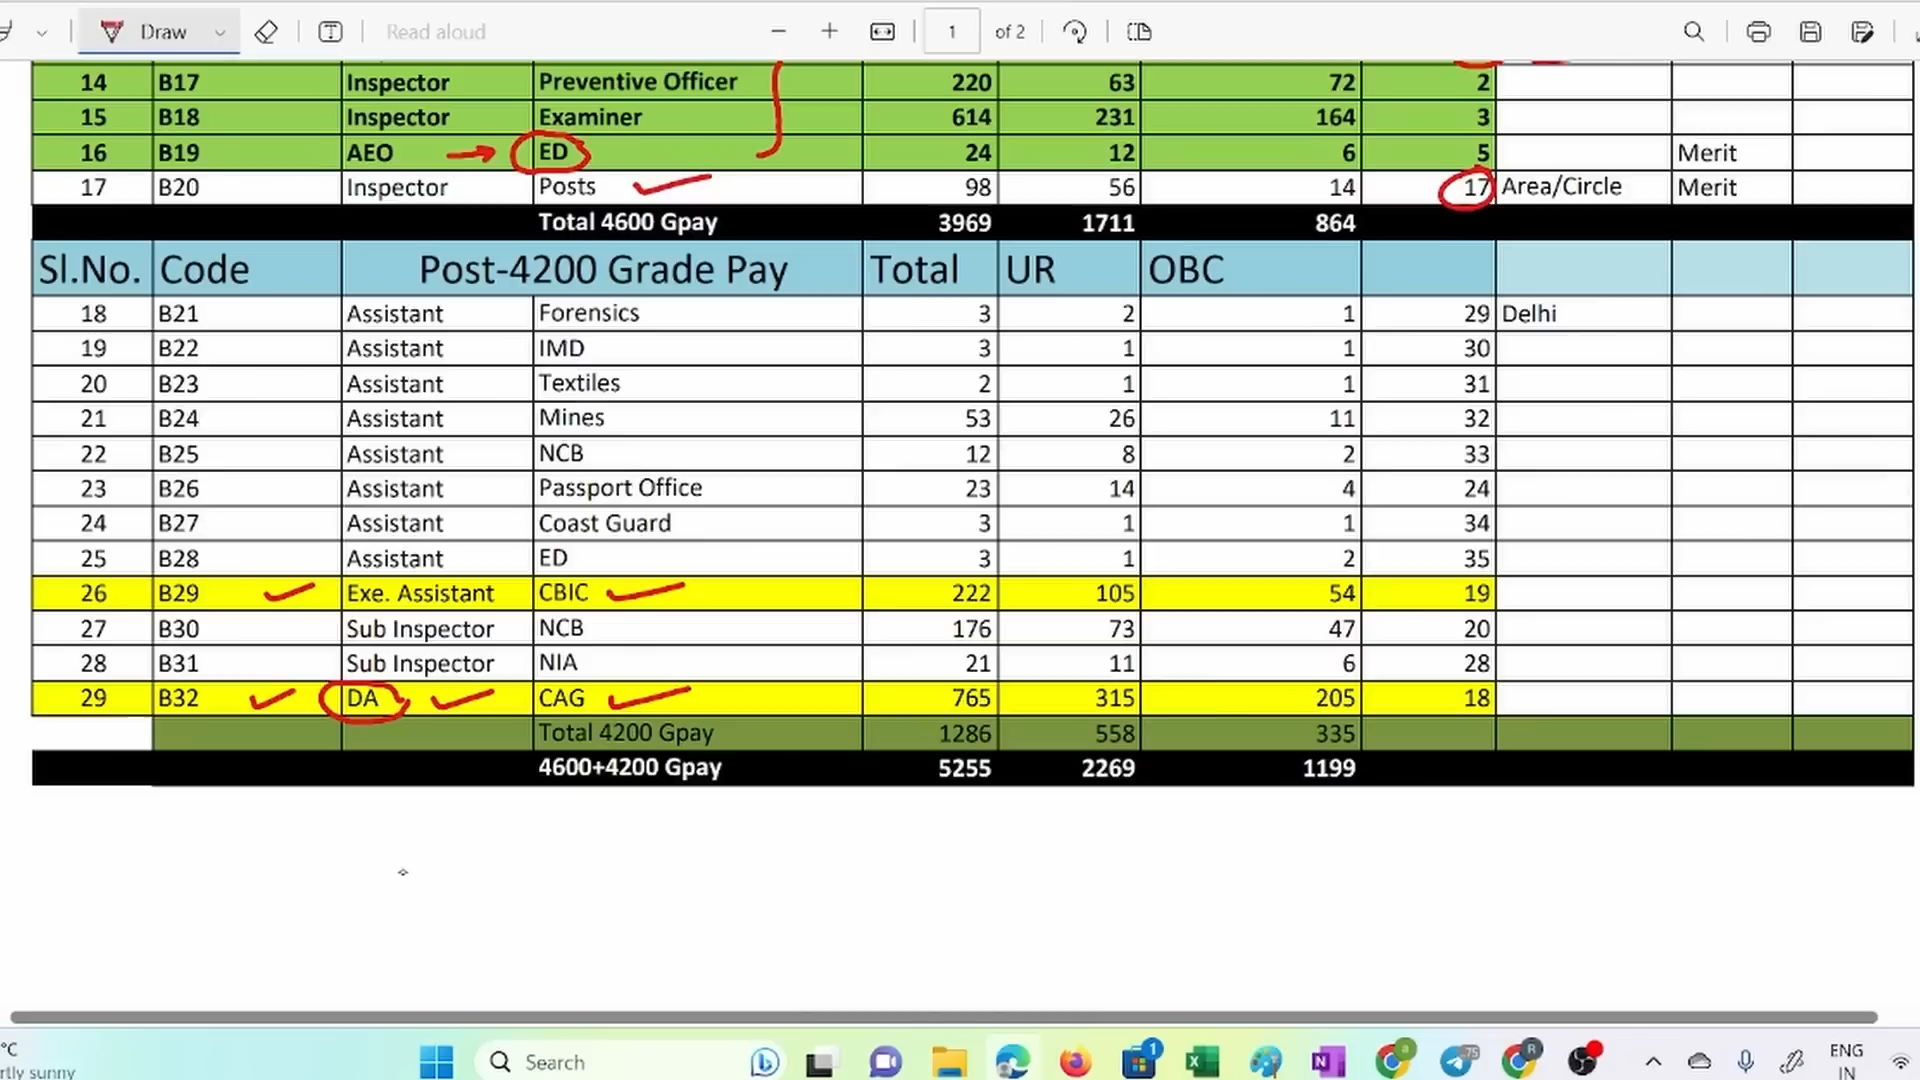 Draw
Read aloud
1 of 2
14 B17 Inspector Preventive Officer 220 63 72 2
15 B18 Inspector Examiner 614 231 164 3
16 B19 AEO ED 24 12 6 5 Merit
17 B20 Inspector Posts 98 56 14 17 Area/Circle Merit
Total 4600 Gpay 3969 1711 864
Sl.No. Code Post-4200 Grade Pay Total UR OBC
18 B21 Assistant Forensics 3 2 1 29 Delhi
19 B22 Assistant IMD 3 1 1 30
20 B23 Assistant Textiles 2 1 1 31
21 B24 Assistant Mines 53 26 11 32
22 B25 Assistant NCB 12 8 2 33
23 B26 Assistant Passport Office 23 14 4 24
24 B27 Assistant Coast Guard 3 1 1 34
25 B28 Assistant ED 3 1 2 35
26 B29 Exe. Assistant CBIC 222 105 54 19
27 B30 Sub Inspector NCB 176 73 47 20
28 B31 Sub Inspector NIA 21 11 6 28
29 B32 DA CAG 765 315 205 18
Total 4200 Gpay 1286 558 335
4600+4200 Gpay 5255 2269 1199
°C
rtly sunny
Search
1
75
R
ENG
IN